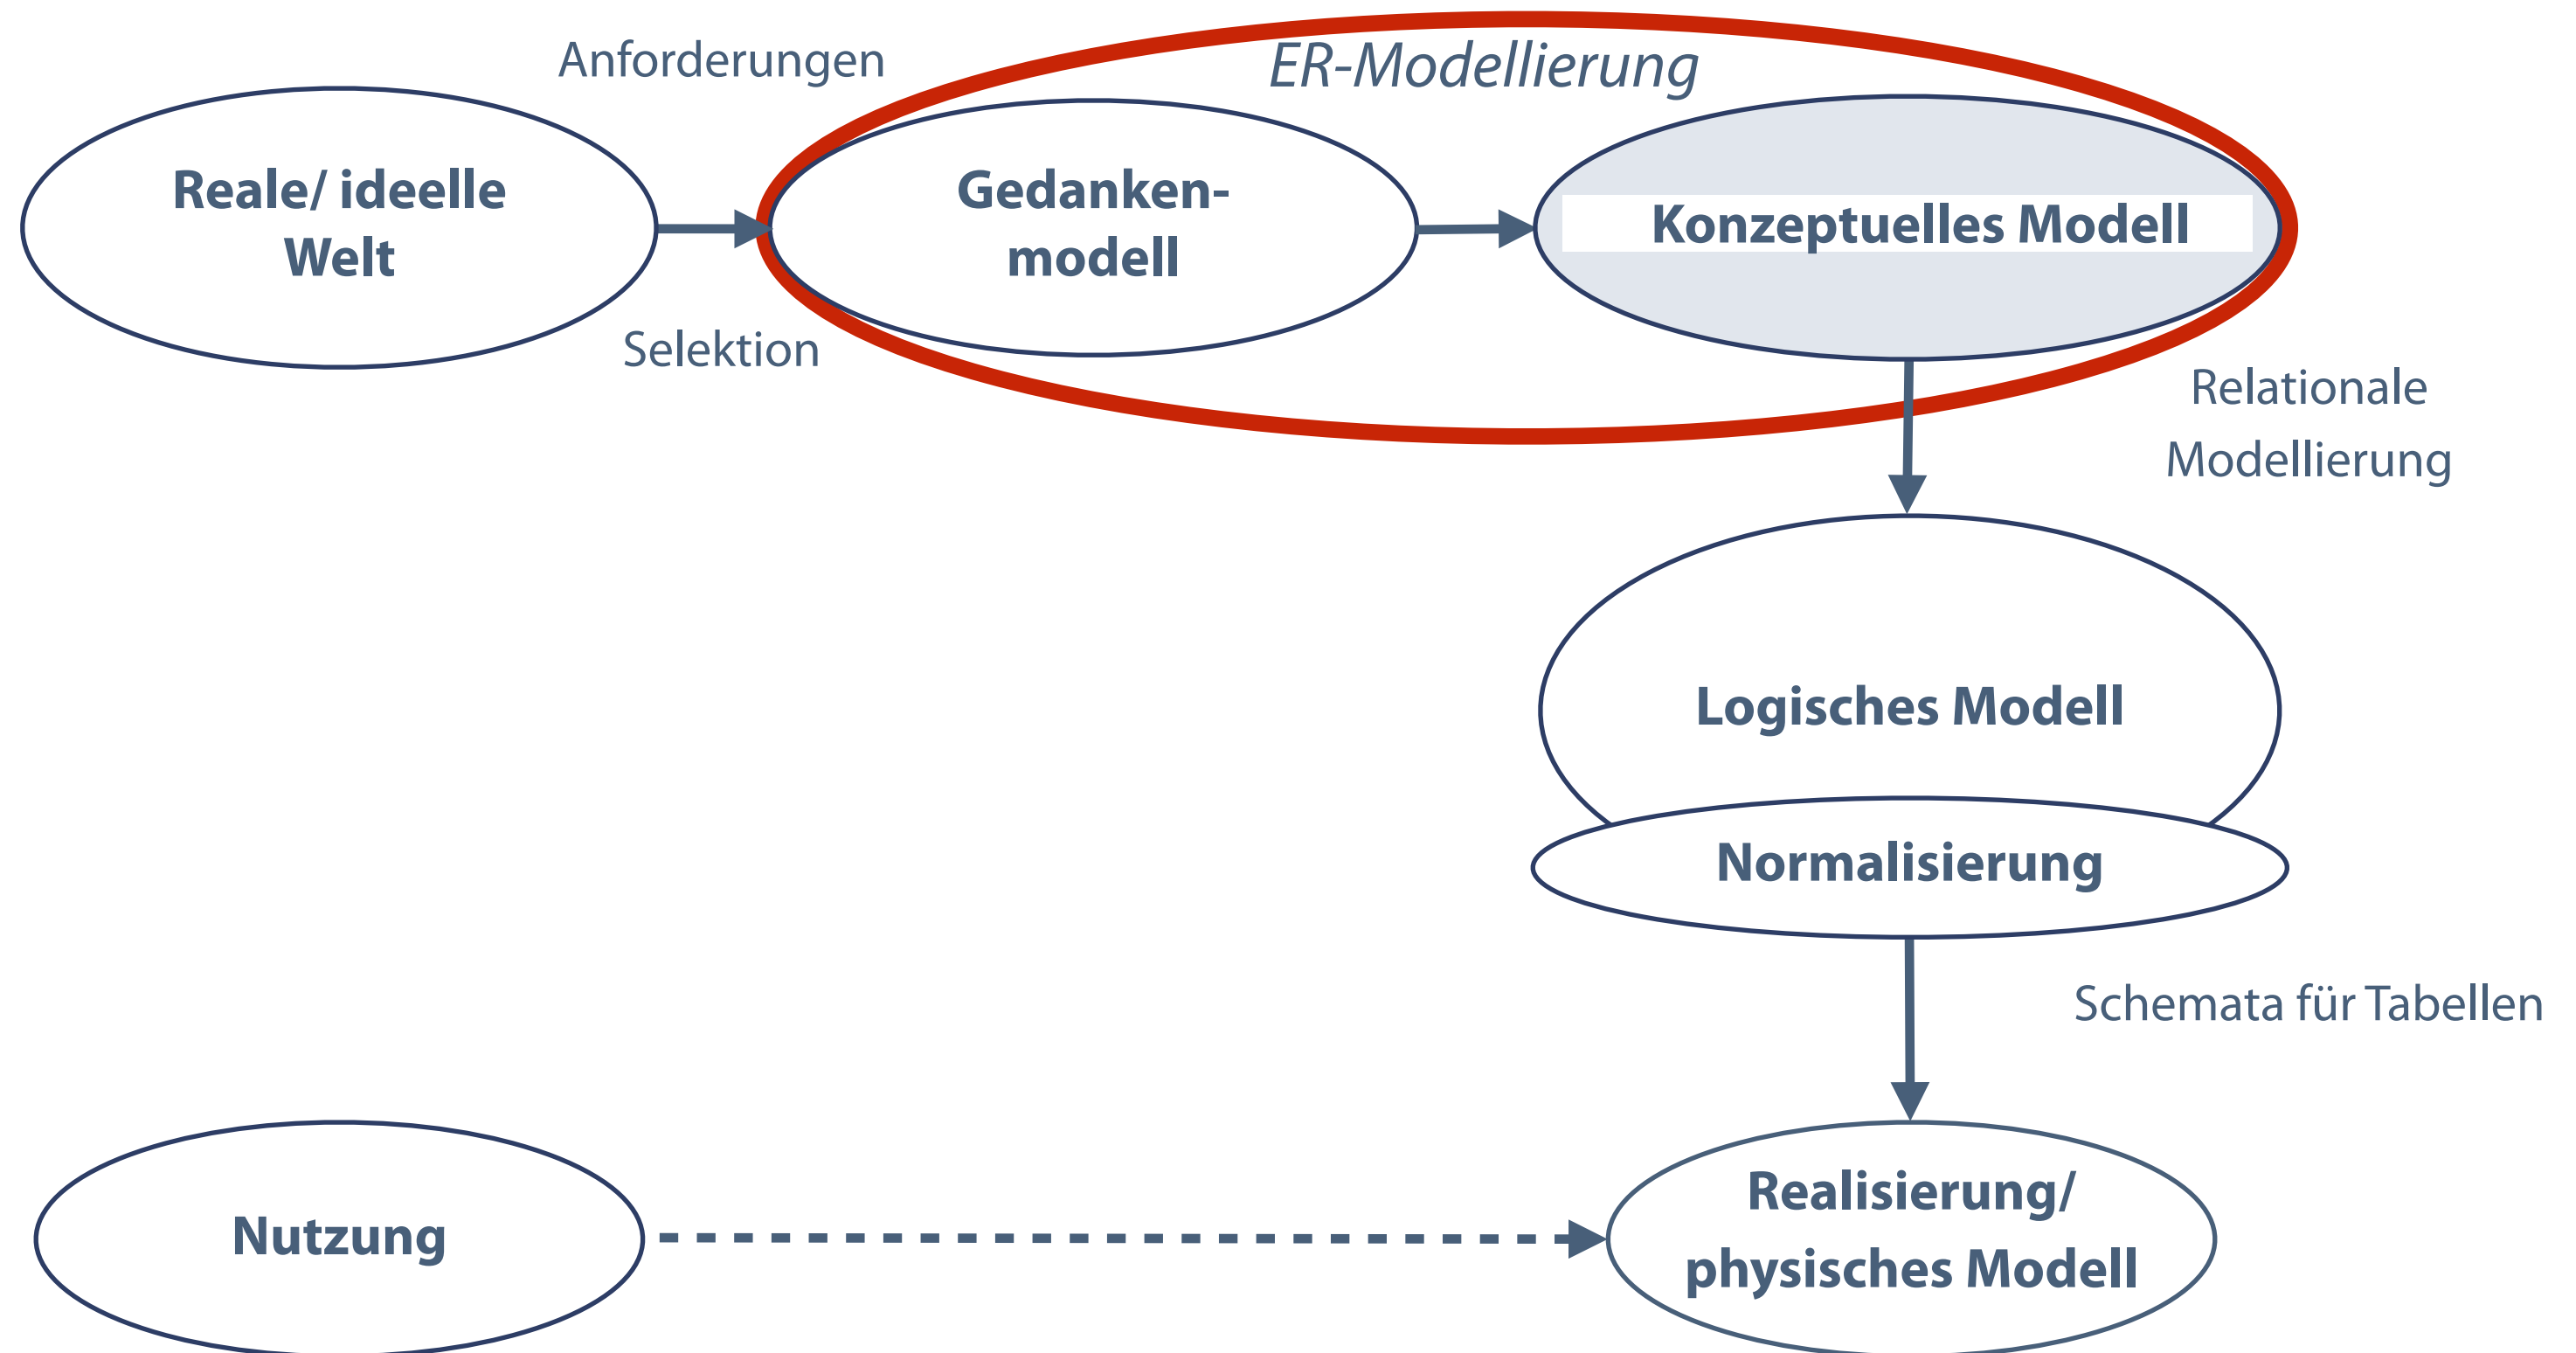 Anforderungen
ER-Modellierung
Reale/ ideelle
Welt
Gedanken-
modell
Konzeptuelles Modell
Selektion
Relationale
Modellierung
Logisches Modell
Normalisierung
Schemata für Tabellen
Nutzung
Realisierung/
physisches Modell